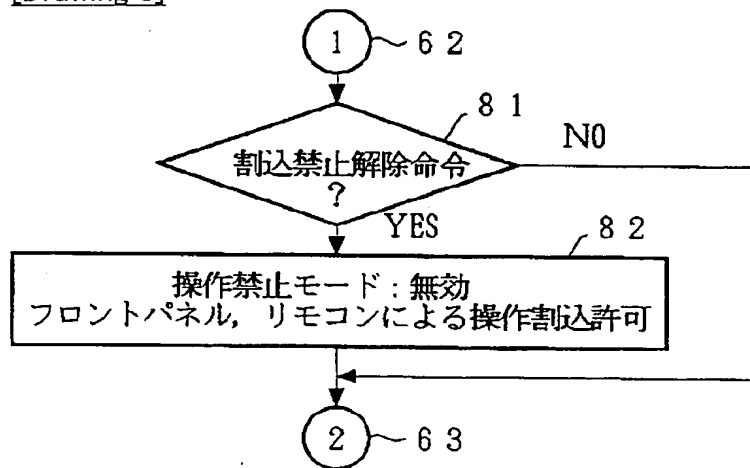 1 62
81
割込禁止解除命令
?
NO
YES
82
操作禁止モード:無効
フロントパネル,リモコンによる操作割込許可
2 63